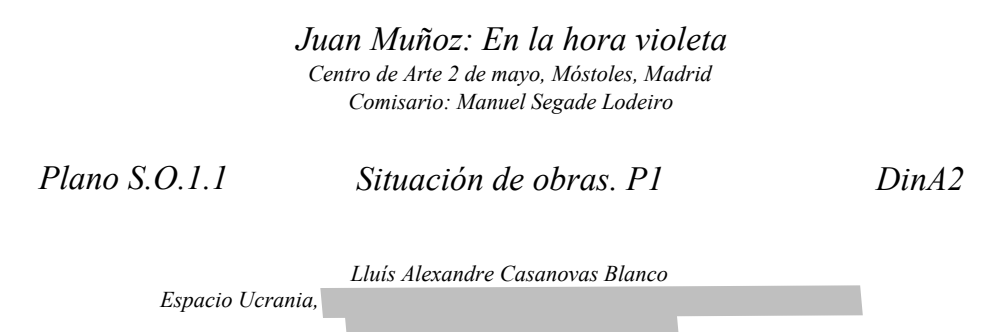 Juan Muñoz: En la hora violeta
Centro de Arte 2 de mayo, Móstoles, Madrid
Comisario: Manuel Segade Lodeiro
Plano S.O.1.1 Situación de obras. P1 DinA2
Lluís Alexandre Casanovas Blanco
Espacio Ucrania,